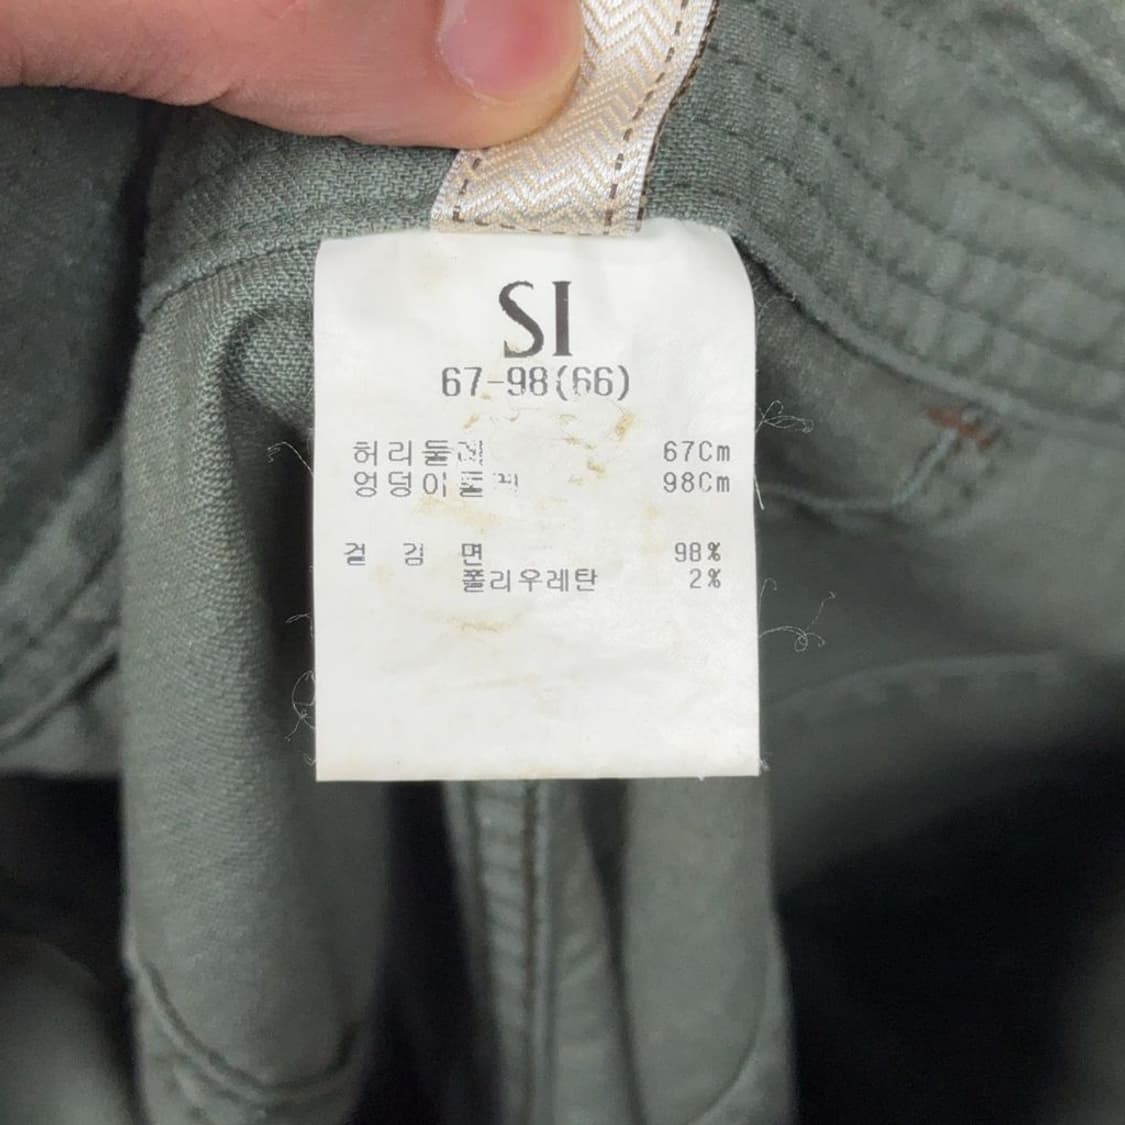 SI
67-98(66)
허리둘레 67Cm
엉덩이둘레 98Cm
겉 감 면 98%
폴리우레탄 2%